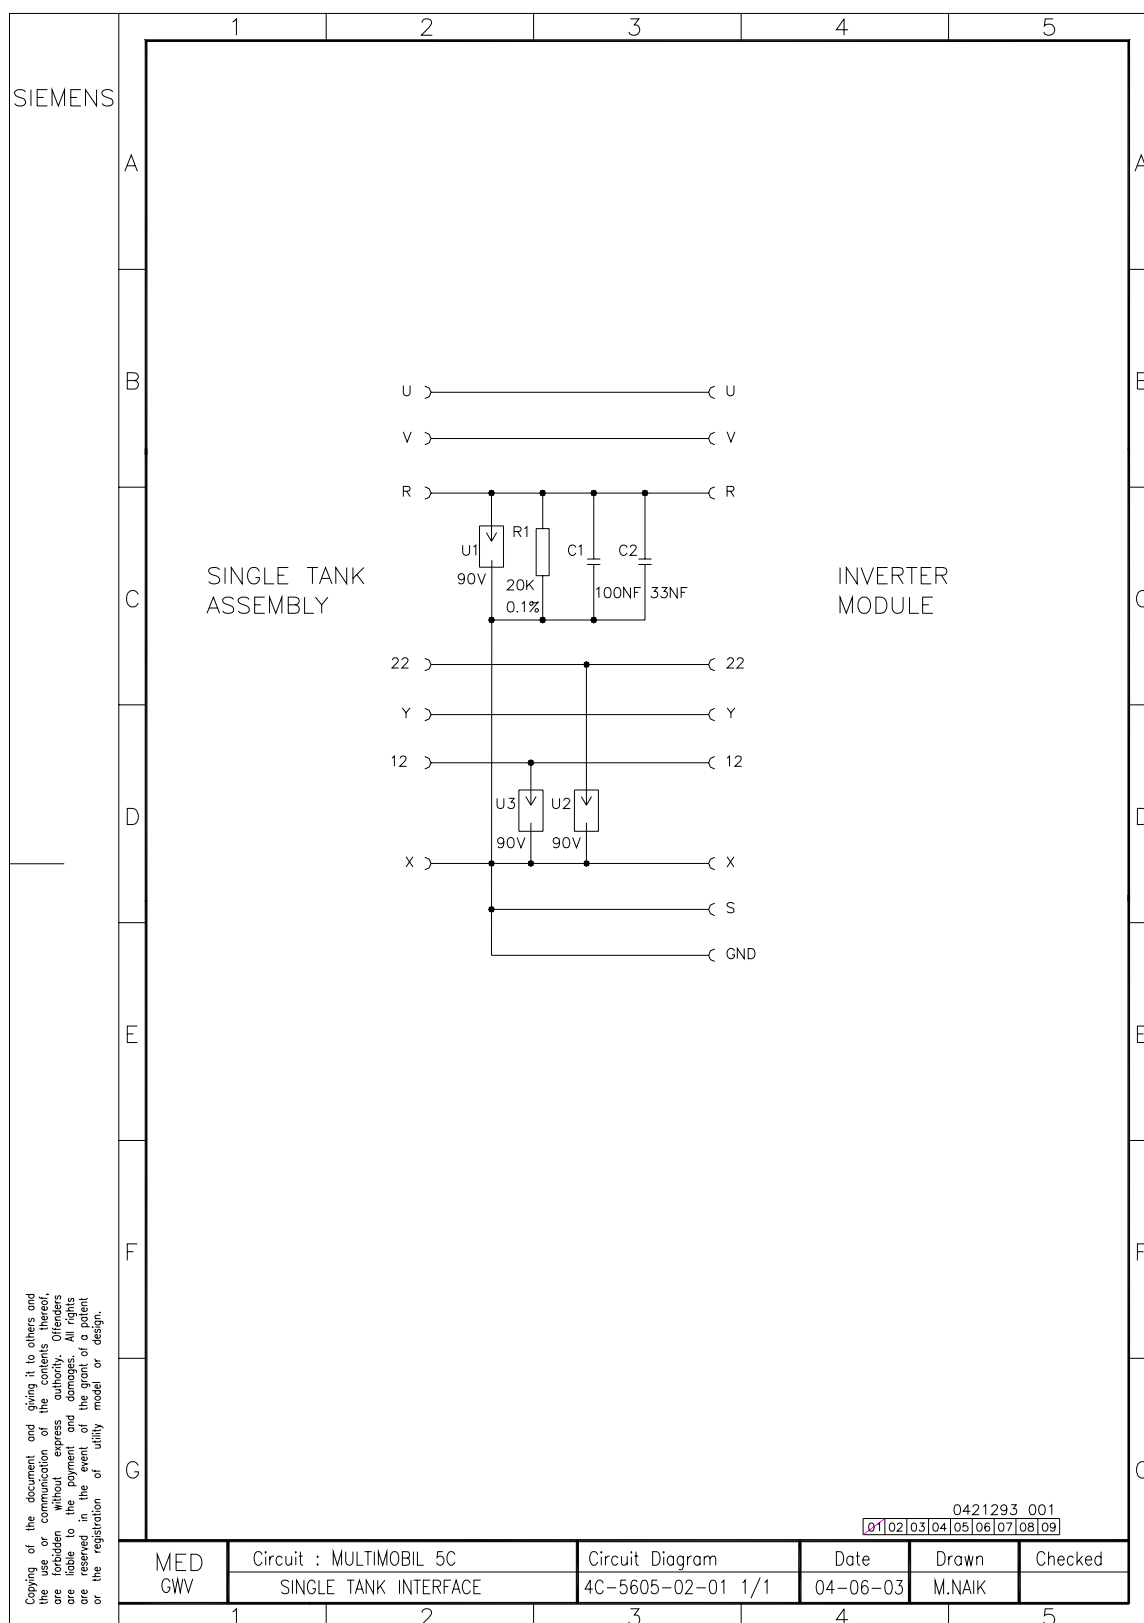 1 2 3 4 5
SIEMENS
A A
B B
U U
V V
R R
R1
U1 C1 C2
90V
20K 100NF 33NF
0.1%
SINGLE TANK
ASSEMBLY
INVERTER
MODULE
C C
22 22
Y Y
12 12
U3 U2
90V 90V
D D
X X
S
GND
E E
F F
G G
Copying of the document and giving it to others and
the use or communication of the contents thereof,
are forbidden without express authority. Offenders
are liable to the payment and damages. All rights
are reserved in the event of the grant of a patent
or the registration of utility model or design.
0421293 001
01 02 03 04 05 06 07 08 09
MED
GWV
Circuit : MULTIMOBIL 5C
SINGLE TANK INTERFACE
Circuit Diagram
4C-5605-02-01 1/1
Date
04-06-03
Drawn
M.NAIK
Checked
1 2 3 4 5